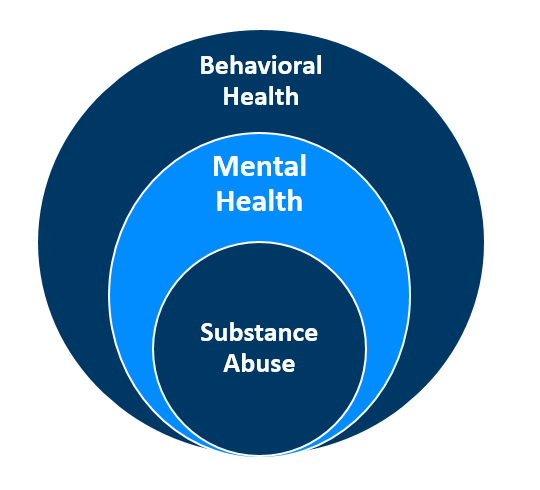 Behavioral
Health
Mental
Health
Substance
Abuse